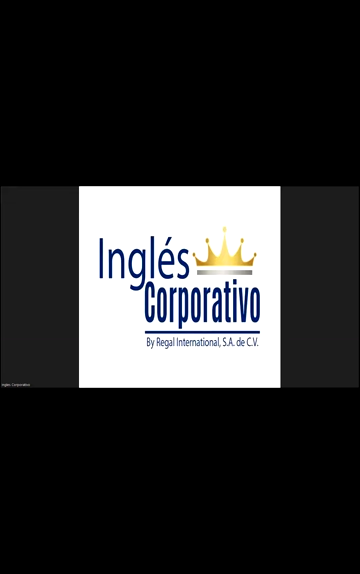 Inglés
Corporativo
By Regal International, S.A. de C.V.
Inglés Corporativo